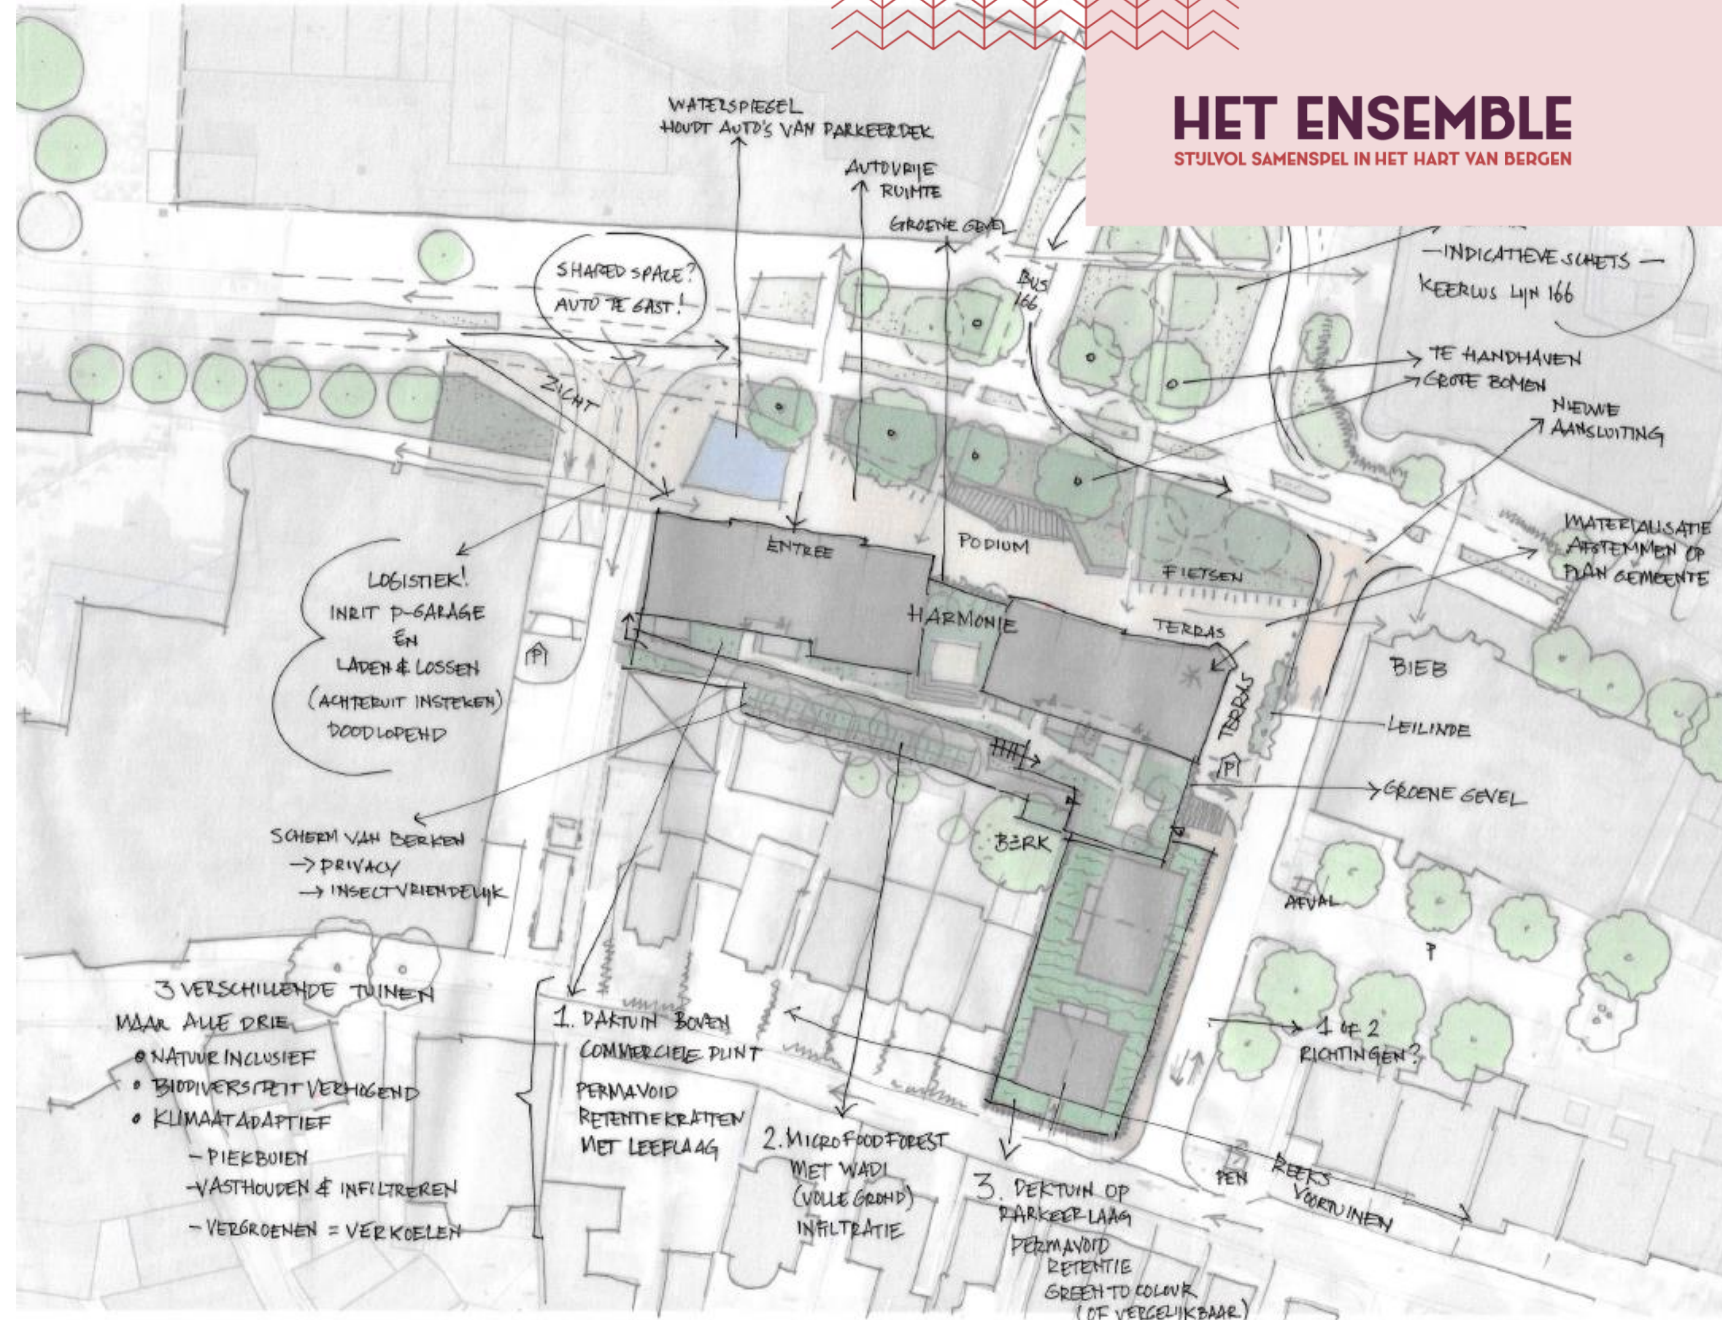 HET ENSEMBLE
STIJLVOL SAMENSPEL IN HET HART VAN BERGEN
WATERSPIEGEL
HOUDT AUTO'S VAN PARKEERDEK
AUTOVRIJE
RUIMTE
GROENE GEVEL
SHARED SPACE?
AUTO TE GAST!
BUS
166
—INDICATIEVE SCHETS—
KEERLUS LIJN 166
TE HANDHAVEN
GROTE BOMEN
NIEUWE
AANSLUITING
ZICHT
MATERIALISATIE
AFSTEMMEN OP
PLAN GEMEENTE
ENTREE
PODIUM
FIETSEN
HARMONIE
TERRAS
TERRAS
BIEB
LEILINDE
P
P
GROENE GEVEL
LOGISTIEK!
INRIT P-GARAGE
ÉN
LADEN & LOSSEN
(ACHTERUIT INSTEKEN)
DOODLOPEND
SCHERM VAN BERKEN
→ PRIVACY
→ INSECTVRIENDELIJK
BERK
AFVAL
P
1 OF 2
RICHTINGEN?
3 VERSCHILLENDE TUINEN
MAAR ALLE DRIE
• NATUURINCLUSIEF
• BIODIVERSITEIT VERHOGEND
• KLIMAATADAPTIEF
- PIEKBUIEN
- VASTHOUDEN & INFILTREREN
- VERGROENEN = VERKOELEN
1. DAKTUIN BOVEN
COMMERCIELE PLINT
PERMAVOID
RETENTIEKRATTEN
MET LEEFLAAG
2. MICROFOODFOREST
MET WADI
(VOLLE GROND)
INFILTRATIE
3. DEKTUIN OP
PARKEERLAAG
PERMAVOID
RETENTIE
GREEN TO COLOUR
(OF VERGELIJKBAAR)
PEN
REEKS
VOORTUINEN